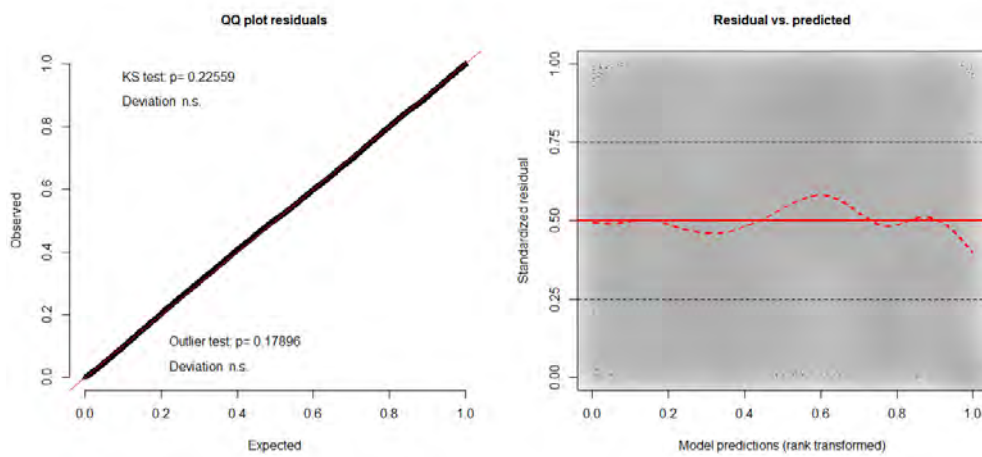 QQ plot residuals
KS test: p= 0.22559
Deviation n.s.
Outlier test: p= 0.17896
Deviation n.s.
Observed
0.0 0.2 0.4 0.6 0.8 1.0
0.0 0.2 0.4 0.6 0.8 1.0
Expected
Residual vs. predicted
Standardized residual
0.00 0.25 0.50 0.75 1.00
0.0 0.2 0.4 0.6 0.8 1.0
Model predictions (rank transformed)